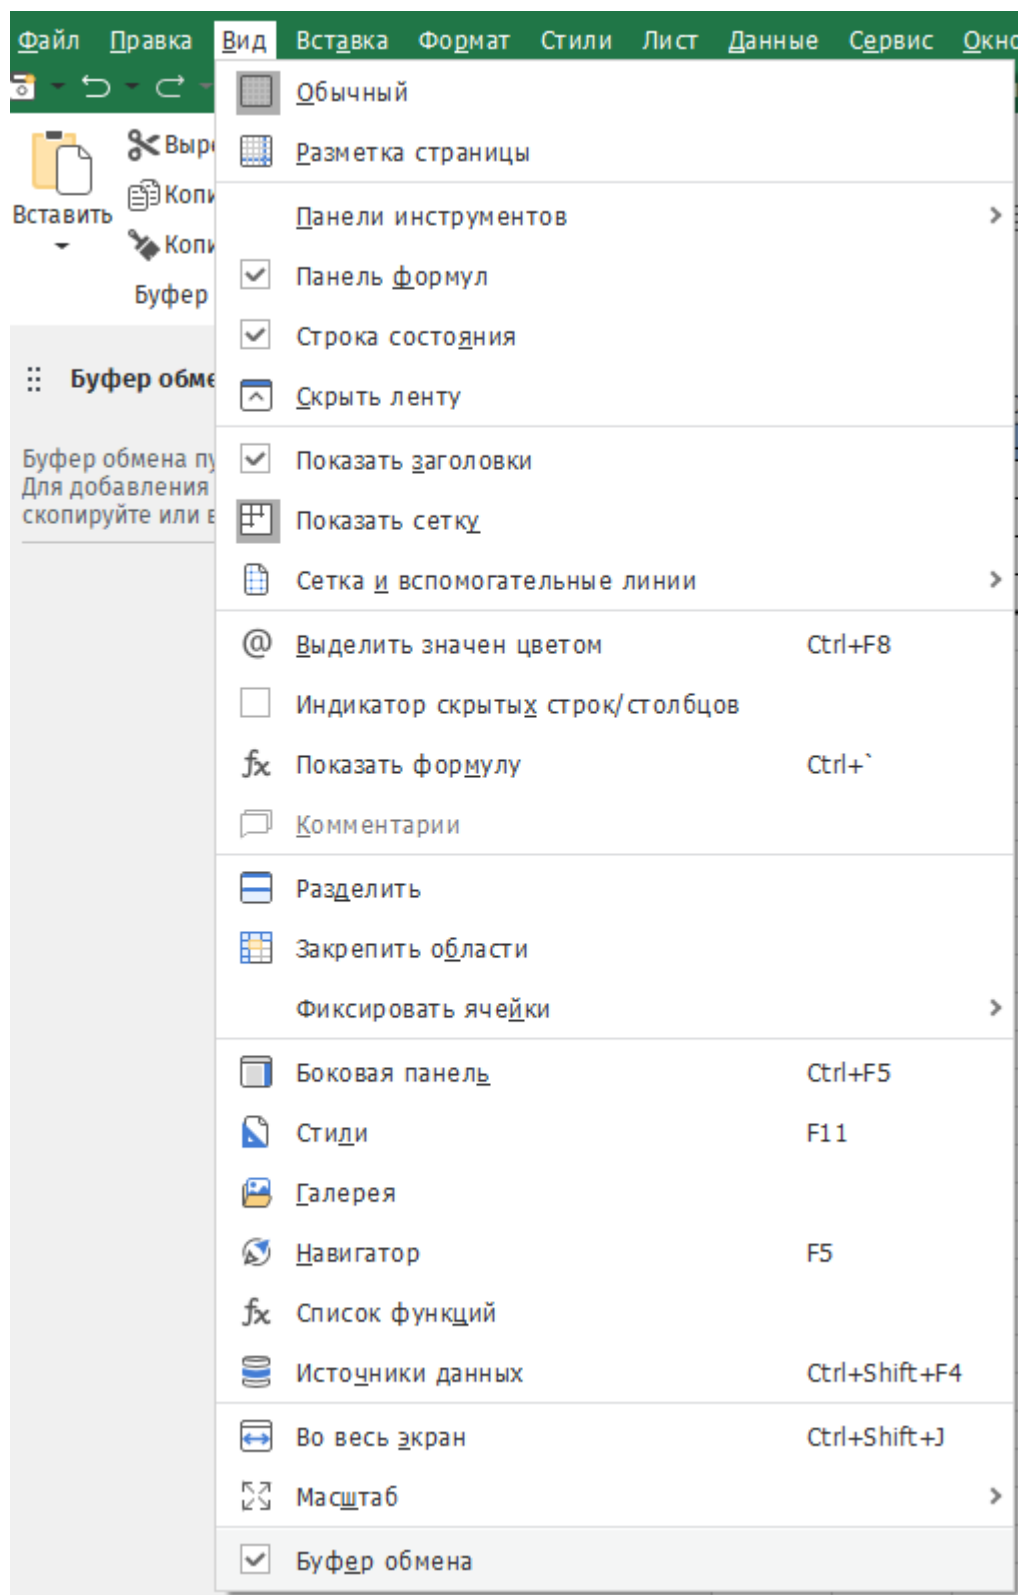 Файл Правка Вид Вставка Формат Стили Лист Данные Сервис
Обычный
Разметка страницы
Вставить
Буфер
Буфер
Буфер обмена
Для добавления
скопируйте или
Панели инструментов
Панель формул
Строка состояния
Скрыть ленту
Показать заголовки
Показать сетку
Сетка и вспомогательные линии
Выделить значен цветом Ctrl+F8
Индикатор скрытых строк/столбцов
Показать формулу Ctrl+`
Комментарии
Разделить
Закрепить области
Фиксировать ячейки
Боковая панель Ctrl+F5
Стили F11
Галерея
Навигатор F5
Список функций
Источники данных Ctrl+Shift+F4
Во весь экран Ctrl+Shift+J
Масштаб
Буфер обмена